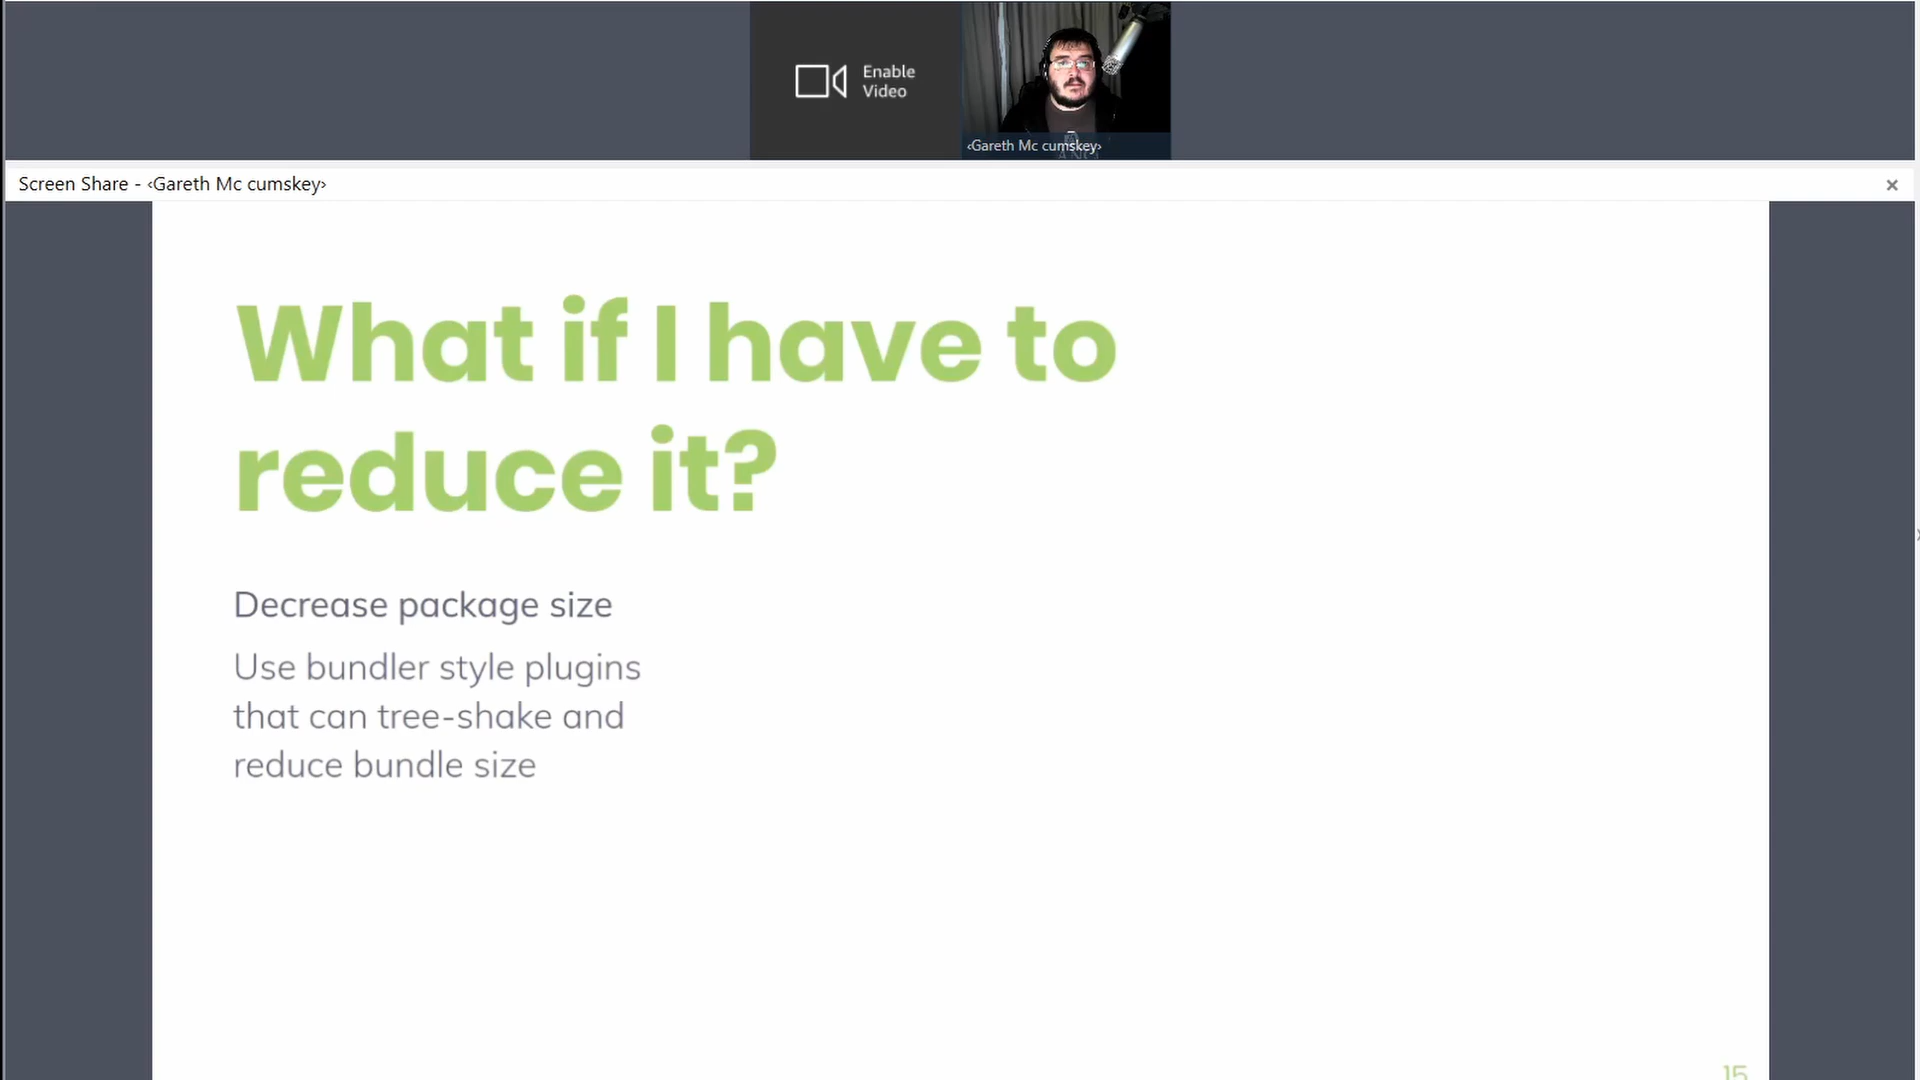 Enable
Video
‹Gareth Mc cumskey›
Screen Share - ‹Gareth Mc cumskey›
What if I have to
reduce it?
Decrease package size
Use bundler style plugins
that can tree-shake and
reduce bundle size
15